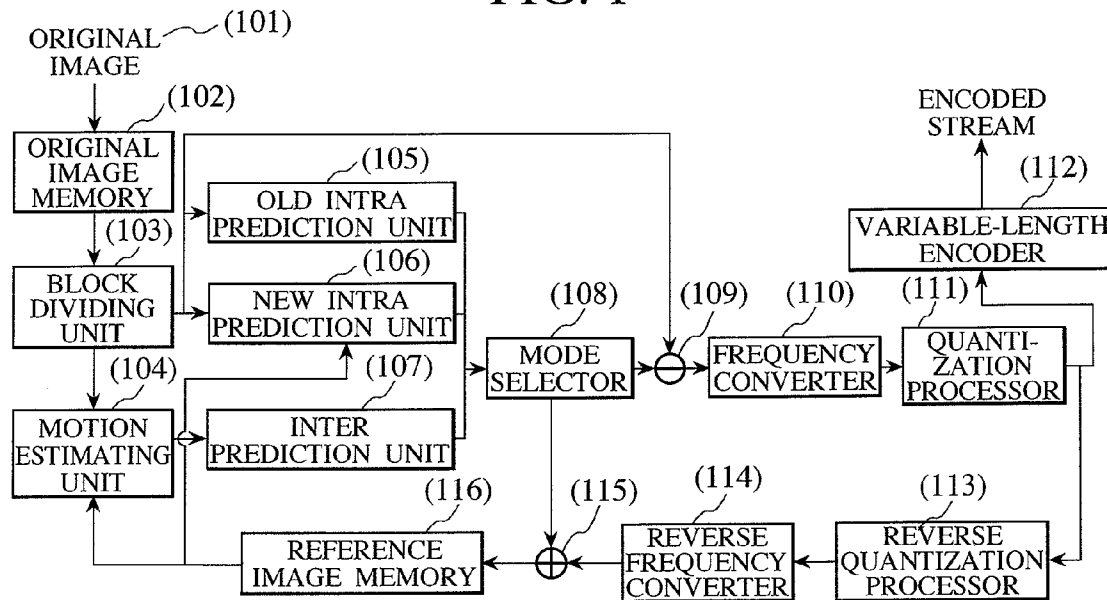 FIG. 1
ORIGINAL
IMAGE
(101)
(102)
ORIGINAL
IMAGE
MEMORY
(103)
BLOCK
DIVIDING
UNIT
(104)
MOTION
ESTIMATING
UNIT
(105)
OLD INTRA
PREDICTION UNIT
(106)
NEW INTRA
PREDICTION UNIT
(107)
INTER
PREDICTION UNIT
(108)
MODE
SELECTOR
(109)
(110)
FREQUENCY
CONVERTER
(111)
QUANTI-
ZATION
PROCESSOR
ENCODED
STREAM
(112)
VARIABLE-LENGTH
ENCODER
(113)
REVERSE
QUANTIZATION
PROCESSOR
(114)
REVERSE
FREQUENCY
CONVERTER
(115)
(116)
REFERENCE
IMAGE MEMORY